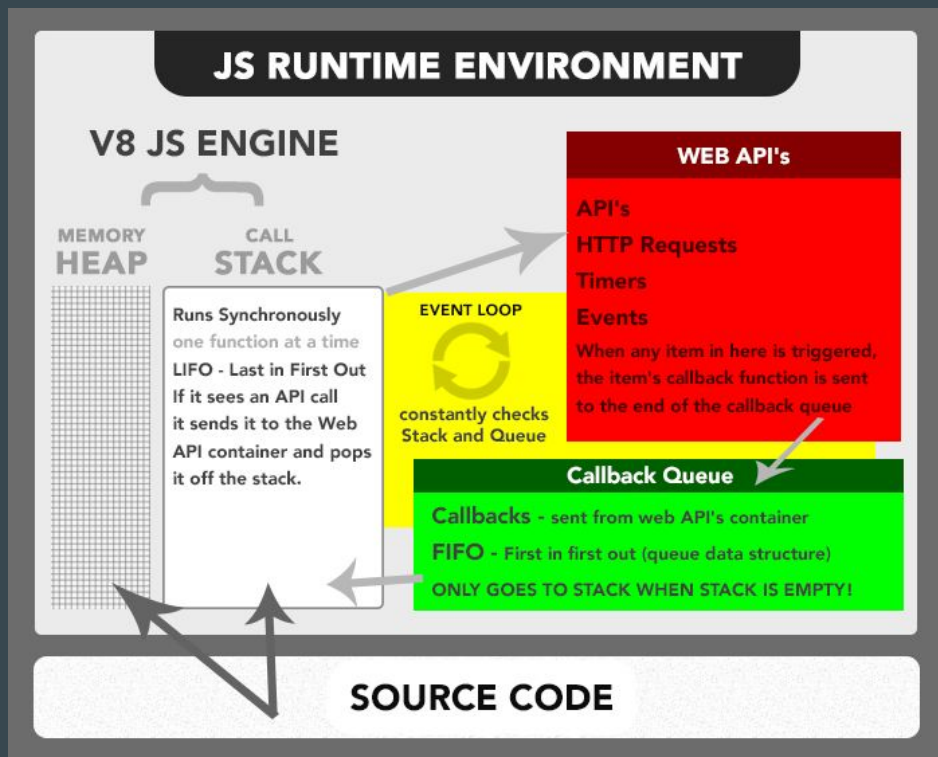 JS RUNTIME ENVIRONMENT
V8 JS ENGINE
MEMORY
HEAP
CALL
STACK
Runs Synchronously
one function at a time
LIFO - Last in First Out
If it sees an API call
it sends it to the Web
API container and pops
it off the stack.
EVENT LOOP
constantly checks
Stack and Queue
WEB API's
API's
HTTP Requests
Timers
Events
When any item in here is triggered,
the item's callback function is sent
to the end of the callback queue
Callback Queue
Callbacks - sent from web API's container
FIFO - First in first out (queue data structure)
ONLY GOES TO STACK WHEN STACK IS EMPTY!
SOURCE CODE